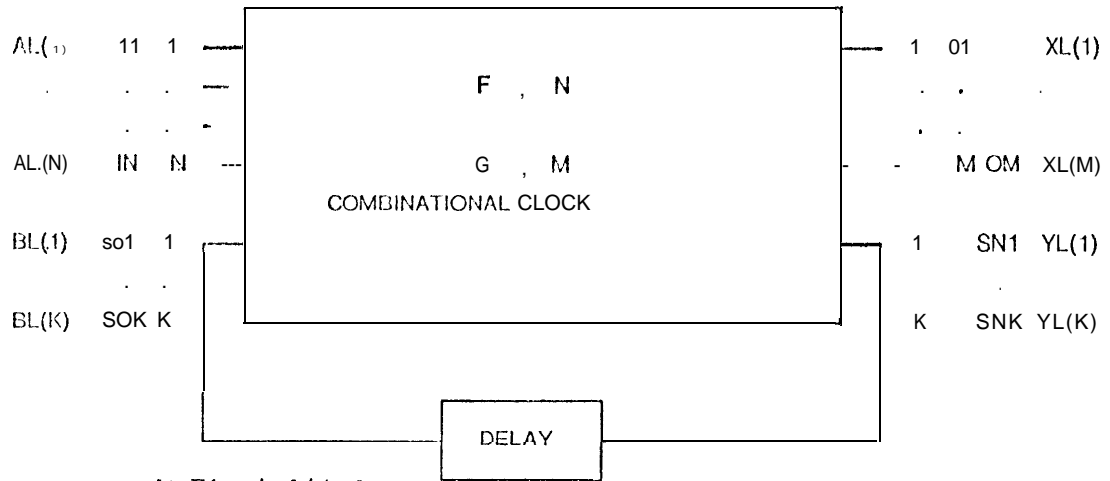 AL(1) 11 1 1 01 XL(1)
F , N
AL.(N) IN N M OM XL(M)
G , M
COMBINATIONAL CLOCK
BL(1) so1 1 1 SN1 YL(1)
BL(K) SOK K K SNK YL(K)
DELAY